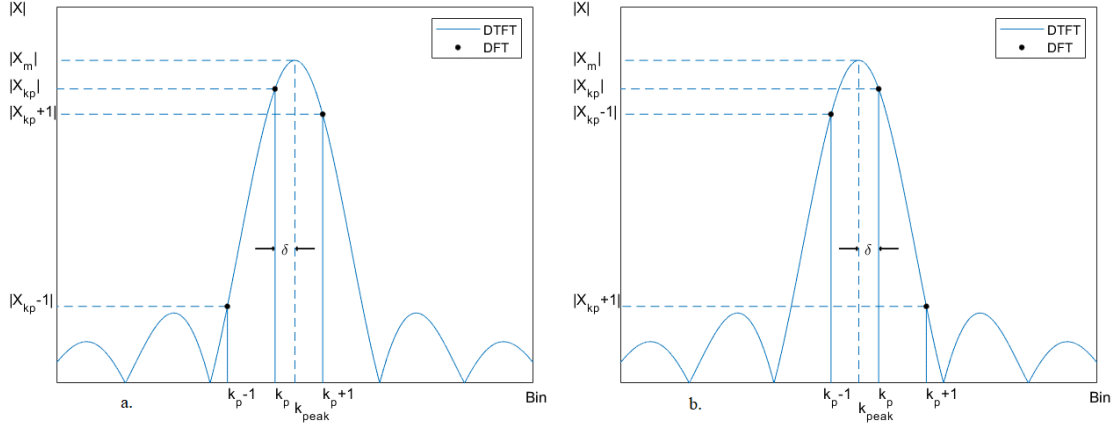 |X|
DTFT
DFT
|X_m|
|X_kp|
|X_kp+1|
δ
|X_kp-1|
k_p-1 k_p k_p+1
k_peak
Bin
a.
|X|
DTFT
DFT
|X_m|
|X_kp|
|X_kp-1|
δ
|X_kp+1|
k_p-1 k_p k_p+1
k_peak
Bin
b.